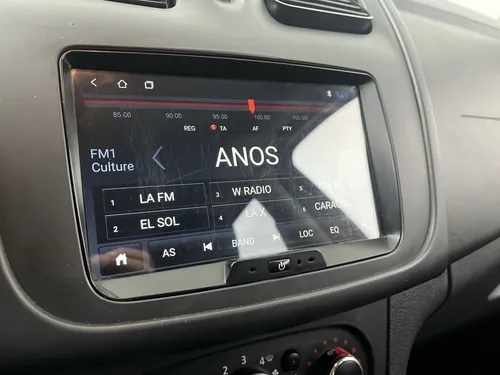 85.00 90.00 95.00 100.00 105.00
REG TA AF PTY
FM1
Culture
ANOS
1 LA FM
3 W RADIO
2 EL SOL
4 LA X
6 CARACOL
AS
BAND
LOC
EQ
2
3
4